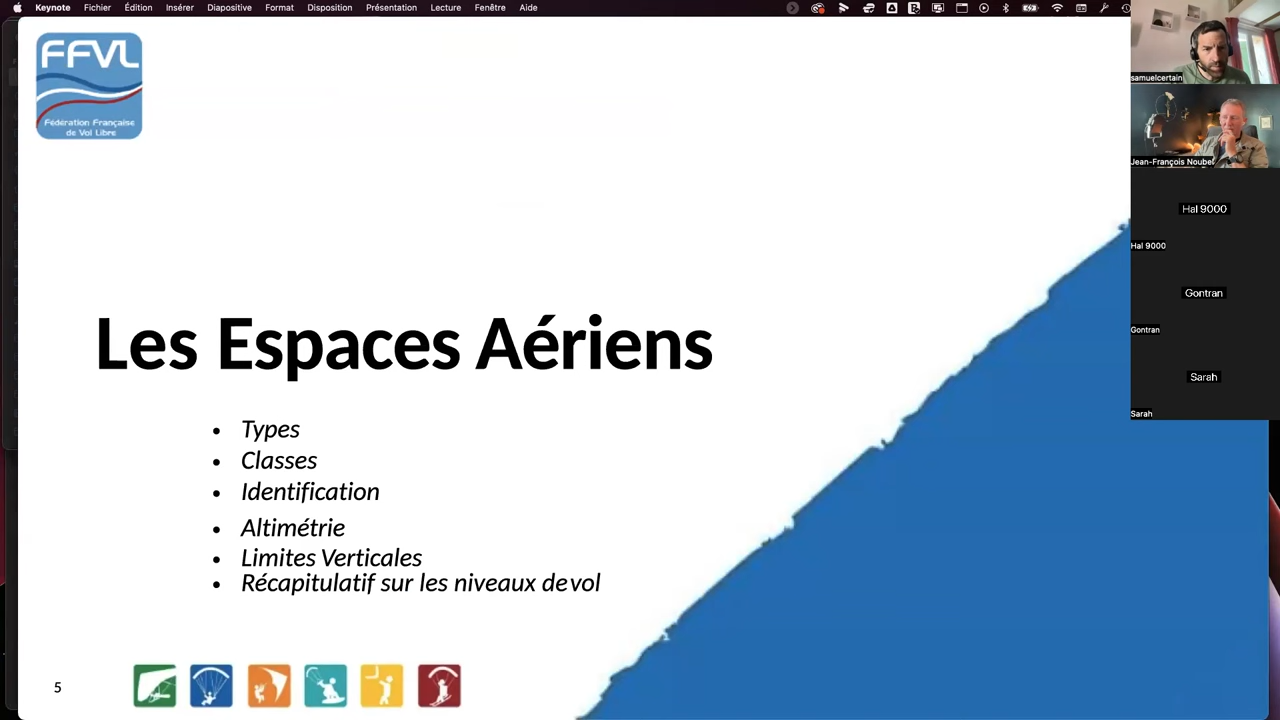 Keynote Fichier Édition Insérer Diapositive Format Disposition Présentation Lecture Fenêtre Aide
FFVL
Fédération Française
de Vol Libre
samuelcertain
Jean-François Noubel
Hal 9000
Hal 9000
Gontran
Gontran
Sarah
Sarah
Les Espaces Aériens
• Types
• Classes
• Identification
• Altimétrie
• Limites Verticales
• Récapitulatif sur les niveaux de vol
5